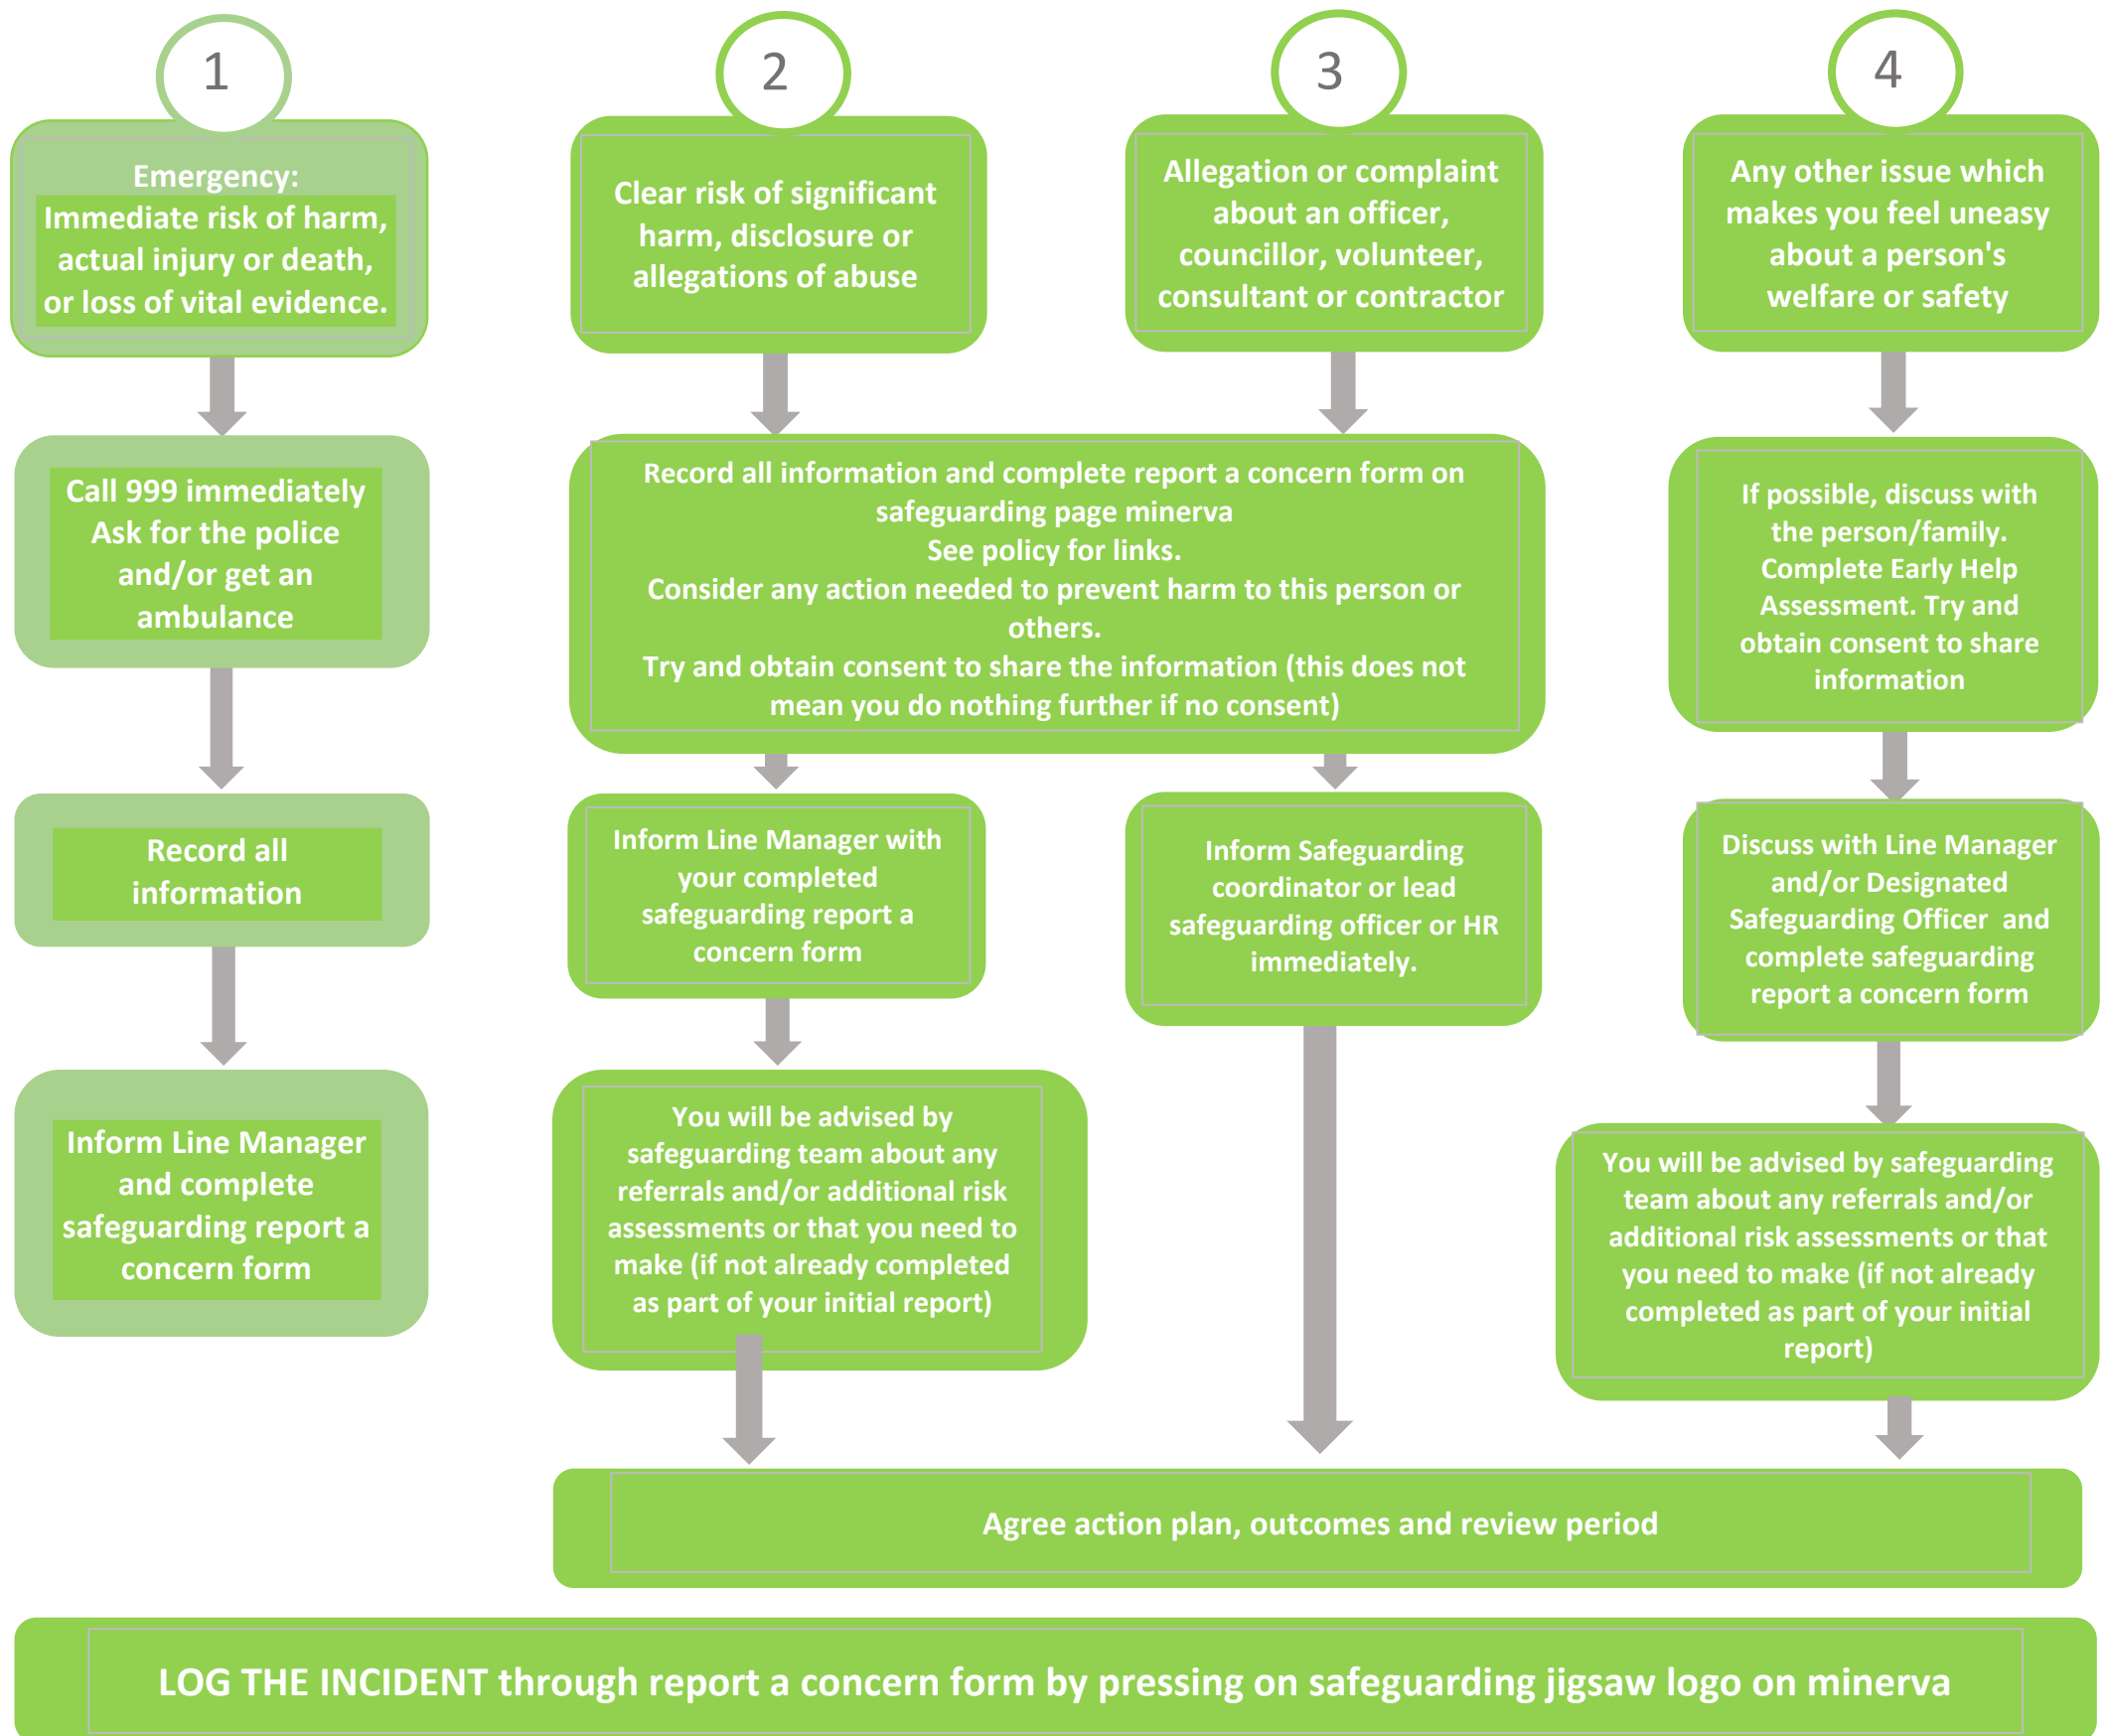 1
Emergency:
Immediate risk of harm,
actual injury or death,
or loss of vital evidence.
Call 999 immediately
Ask for the police
and/or get an
ambulance
Record all
information
Inform Line Manager
and complete
safeguarding report a
concern form
2
Clear risk of significant
harm, disclosure or
allegations of abuse
3
Allegation or complaint
about an officer,
councillor, volunteer,
consultant or contractor
Record all information and complete report a concern form on
safeguarding page minerva
See policy for links.
Consider any action needed to prevent harm to this person or
others.
Try and obtain consent to share the information (this does not
mean you do nothing further if no consent)
Inform Line Manager with
your completed
safeguarding report a
concern form
You will be advised by
safeguarding team about any
referrals and/or additional risk
assessments or that you need to
make (if not already completed
as part of your initial report)
Inform Safeguarding
coordinator or lead
safeguarding officer or HR
immediately.
4
Any other issue which
makes you feel uneasy
about a person's
welfare or safety
If possible, discuss with
the person/family.
Complete Early Help
Assessment. Try and
obtain consent to share
information
Discuss with Line Manager
and/or Designated
Safeguarding Officer  and
complete safeguarding
report a concern form
You will be advised by safeguarding
team about any referrals and/or
additional risk assessments or that
you need to make (if not already
completed as part of your initial
report)
Agree action plan, outcomes and review period
LOG THE INCIDENT through report a concern form by pressing on safeguarding jigsaw logo on minerva